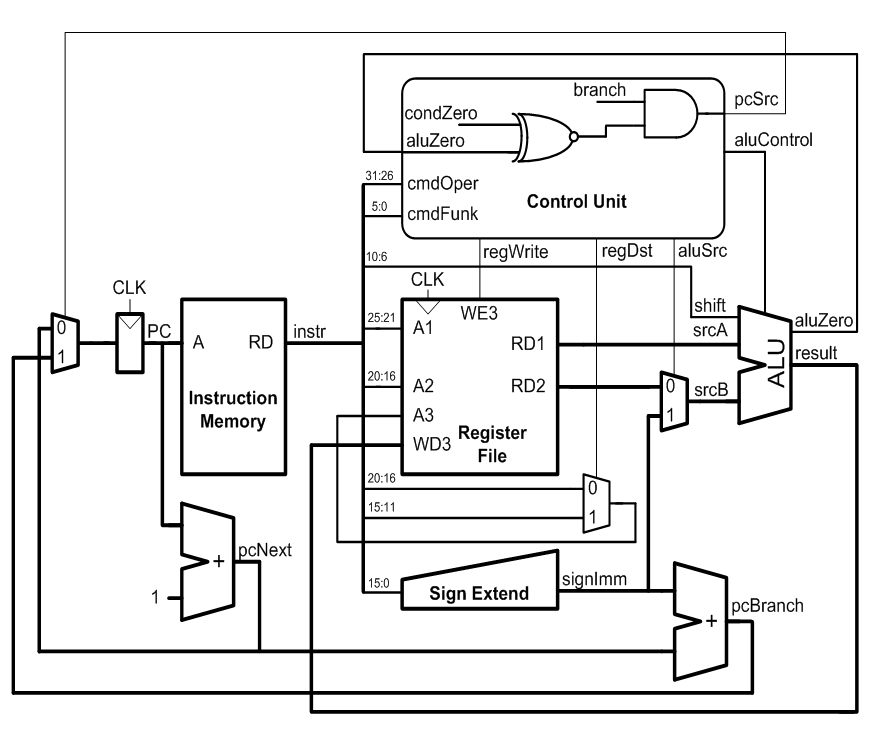 branch
pcSrc
condZero
aluZero
aluControl
31:26
cmdOper
Control Unit
5:0
cmdFunk
regWrite
regDst
aluSrc
10:6
CLK
CLK
shift
WE3
25:21
A1
srcA
aluZero
0
PC
A
RD
instr
RD1
ALU
result
1
20:16
A2
RD2
0
srcB
Instruction
Memory
A3
1
Register
File
WD3
20:16
0
15:11
1
pcNext
+
15:0
Sign Extend
signImm
1
+
pcBranch